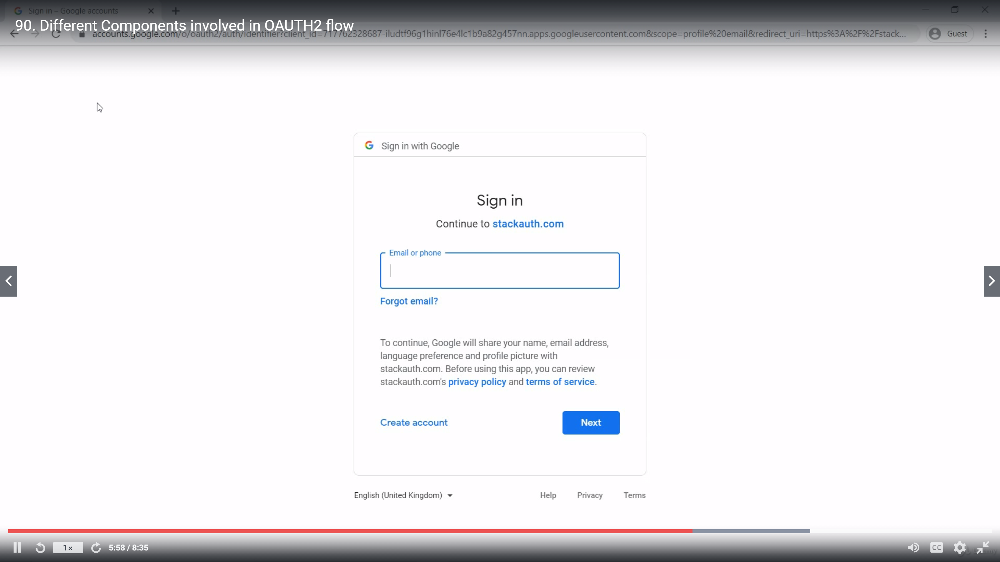 Sign in – Google accounts
90. Different Components involved in OAUTH2 flow
accounts.google.com/o/oauth2/auth/identifier?client_id=717762328687-iludtf96g1hinl76e4lc1b9a82g457nn.apps.googleusercontent.com&scope=profile%20email&redirect_uri=https%3A%2F%2Fstack...
Guest
Sign in with Google
Sign in
Continue to stackauth.com
Email or phone
Forgot email?
To continue, Google will share your name, email address,
language preference and profile picture with
stackauth.com. Before using this app, you can review
stackauth.com's privacy policy and terms of service.
Create account
Next
English (United Kingdom)
Help Privacy Terms
1×
5:58 / 8:35
CC